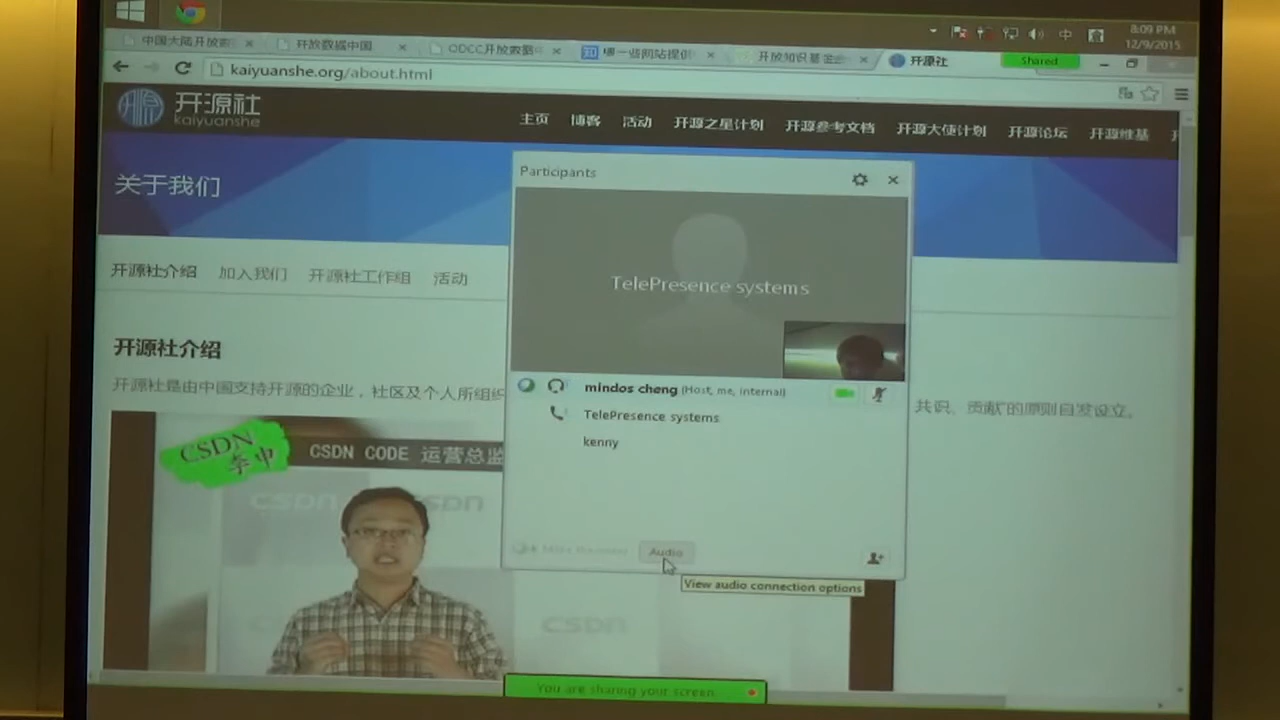 8:09 PM
12/9/2015
中国大陆开放数据
开放数据中国
ODCC开放数据中
哪一些网站提供
开放知识基金会
开源社
Shared
kaiyuanshe.org/about.html
中
开源社
kaiyuanshe
主页 博客 活动 开源之星计划 开源参考文档 开源大使计划 开源论坛 开源维基
关于我们
开源社介绍 加入我们 开源社工作组 活动
开源社介绍
开源社是由中国支持开源的企业，社区及个人所组织
共识、贡献”的原则自发设立。
CSDN
李中
CSDN CODE 运营总监
CSDN
CSDN
CSDN
Participants
TelePresence systems
mindos cheng (Host, me, internal)
TelePresence systems
kenny
Audio
View audio connection options
You are sharing your screen